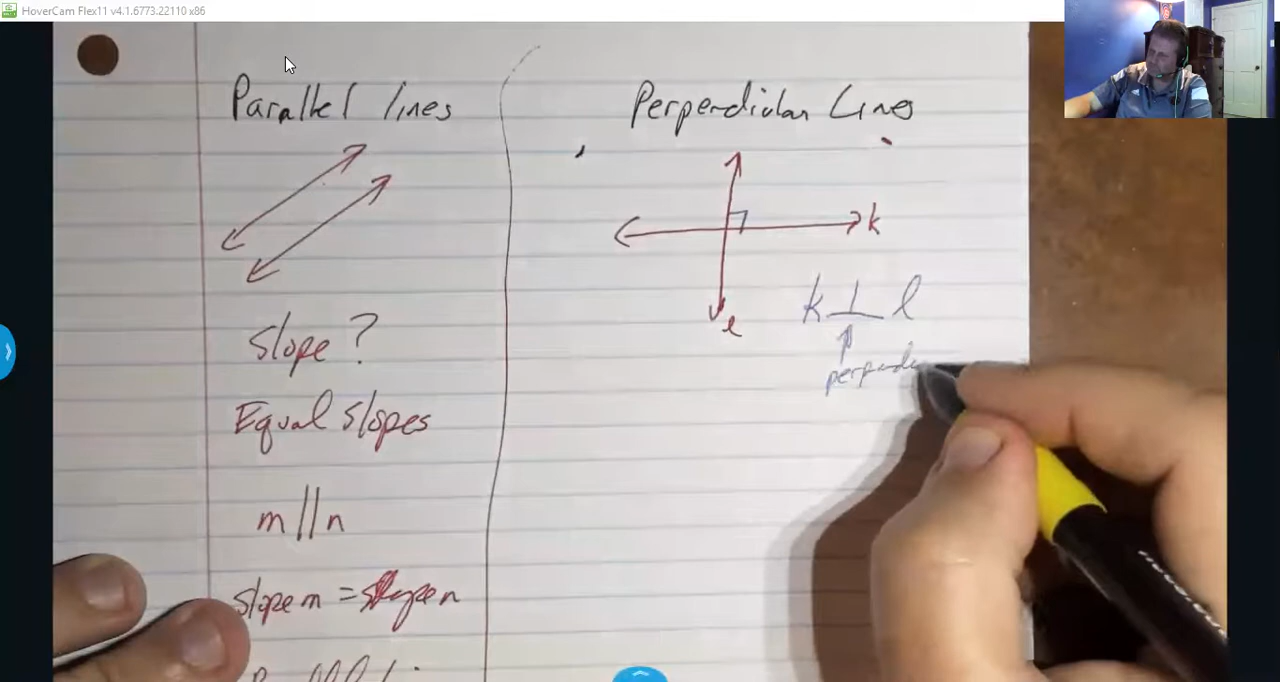 HoverCam Flex11 v4.1.6773.22110 x86
Parallel lines
Slope ?
Equal slopes
m || n
slope m = slope n
Perpendicular Lines
k
l
k ⊥ l